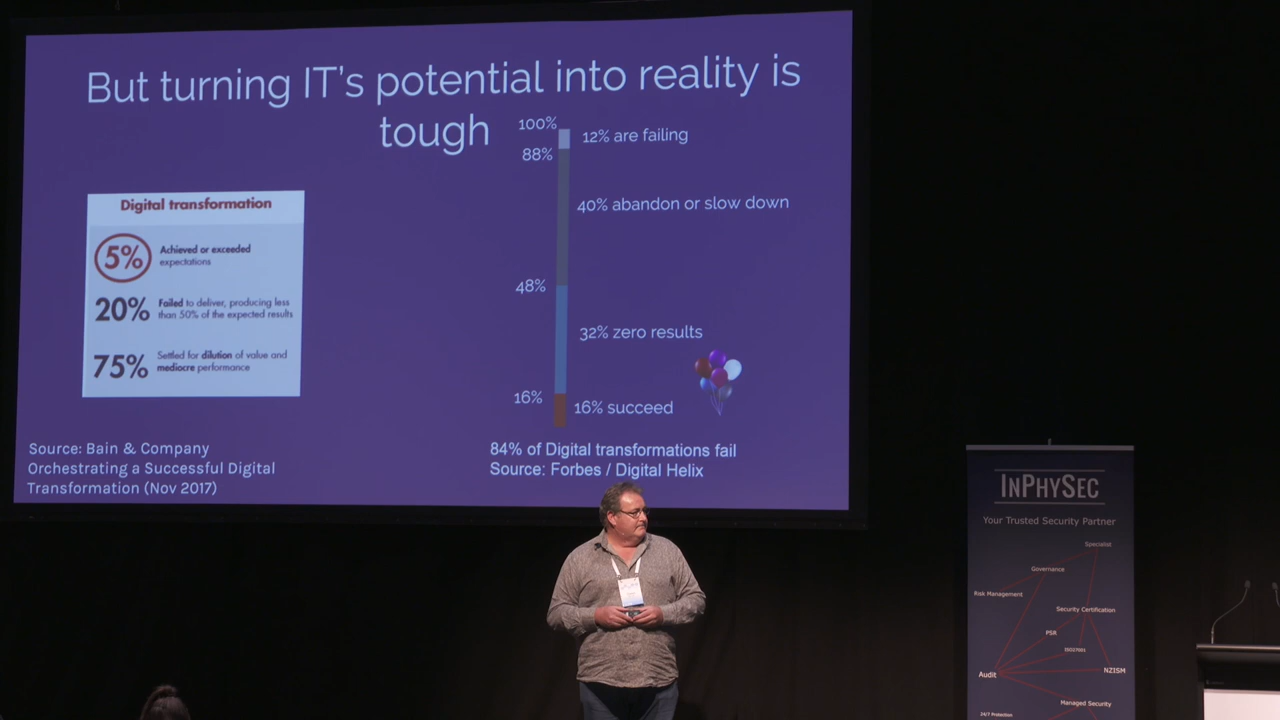 But turning IT's potential into reality is
tough
Digital transformation
5% Achieved or exceeded
expectations
20% Failed to deliver, producing less
than 50% of the expected results
75% Settled for dilution of value and
mediocre performance
Source: Bain & Company
Orchestrating a Successful Digital
Transformation (Nov 2017)
100%
12% are failing
88%
40% abandon or slow down
48%
32% zero results
16%
16% succeed
84% of Digital transformations fail
Source: Forbes / Digital Helix
INPHYSEC
Your Trusted Security Partner
Specialist
Governance
Risk Management
Security Certification
PSR
ISO27001
Audit
NZISM
Managed Security
24/7 Protection